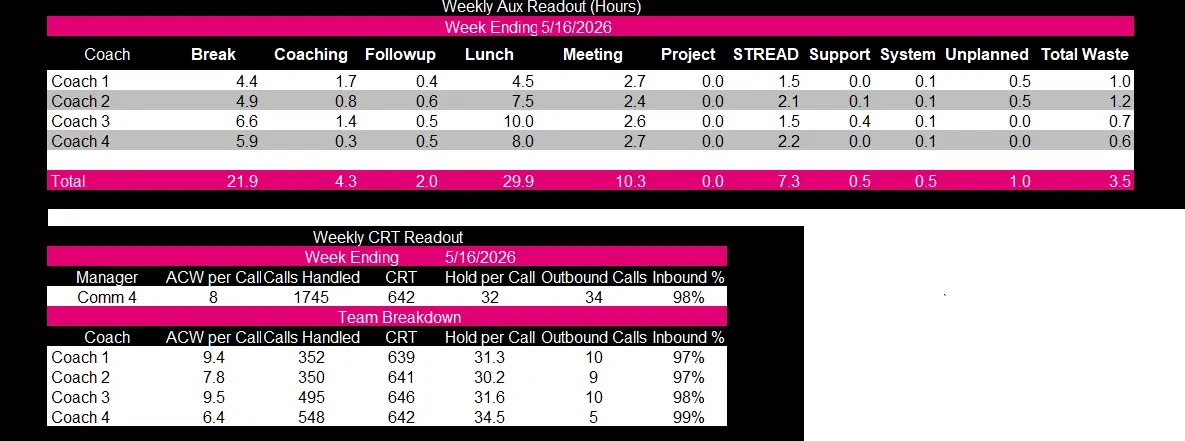 Weekly Aux Readout (Hours)
Week Ending 5/16/2026
Coach Break Coaching Followup Lunch Meeting Project STREAD Support System Unplanned Total Waste
Coach 1 4.4 1.7 0.4 4.5 2.7 0.0 1.5 0.0 0.1 0.5 1.0
Coach 2 4.9 0.8 0.6 7.5 2.4 0.0 2.1 0.1 0.1 0.5 1.2
Coach 3 6.6 1.4 0.5 10.0 2.6 0.0 1.5 0.4 0.1 0.0 0.7
Coach 4 5.9 0.3 0.5 8.0 2.7 0.0 2.2 0.0 0.1 0.0 0.6
Total 21.9 4.3 2.0 29.9 10.3 0.0 7.3 0.5 0.5 1.0 3.5
Weekly CRT Readout
Week Ending 5/16/2026
Manager ACW per Call Calls Handled CRT Hold per Call Outbound Calls Inbound %
Comm 4 8 1745 642 32 34 98%
Team Breakdown
Coach ACW per Call Calls Handled CRT Hold per Call Outbound Calls Inbound %
Coach 1 9.4 352 639 31.3 10 97%
Coach 2 7.8 350 641 30.2 9 97%
Coach 3 9.5 495 646 31.6 10 98%
Coach 4 6.4 548 642 34.5 5 99%